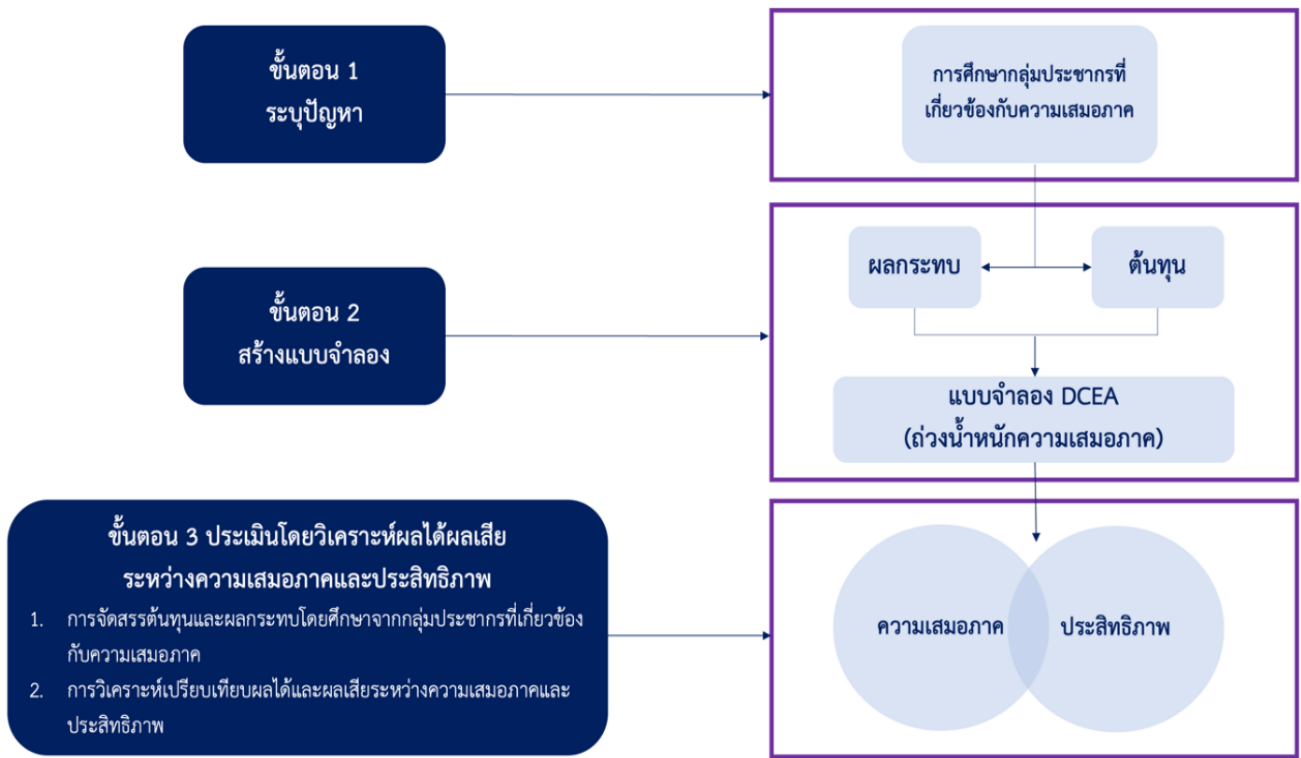 ขั้นตอน 1
ระบุปัญหา
การศึกษากลุ่มประชากรที่
เกี่ยวข้องกับความเสมอภาค
ขั้นตอน 2
สร้างแบบจำลอง
ผลกระทบ
ต้นทุน
แบบจำลอง DCEA
(ถ่วงน้ำหนักความเสมอภาค)
ขั้นตอน 3 ประเมินโดยวิเคราะห์ผลได้ผลเสีย
ระหว่างความเสมอภาคและประสิทธิภาพ
1. การจัดสรรต้นทุนและผลกระทบโดยศึกษาจากกลุ่มประชากรที่เกี่ยวข้อง
กับความเสมอภาค
2. การวิเคราะห์เปรียบเทียบผลได้และผลเสียระหว่างความเสมอภาคและ
ประสิทธิภาพ
ความเสมอภาค
ประสิทธิภาพ